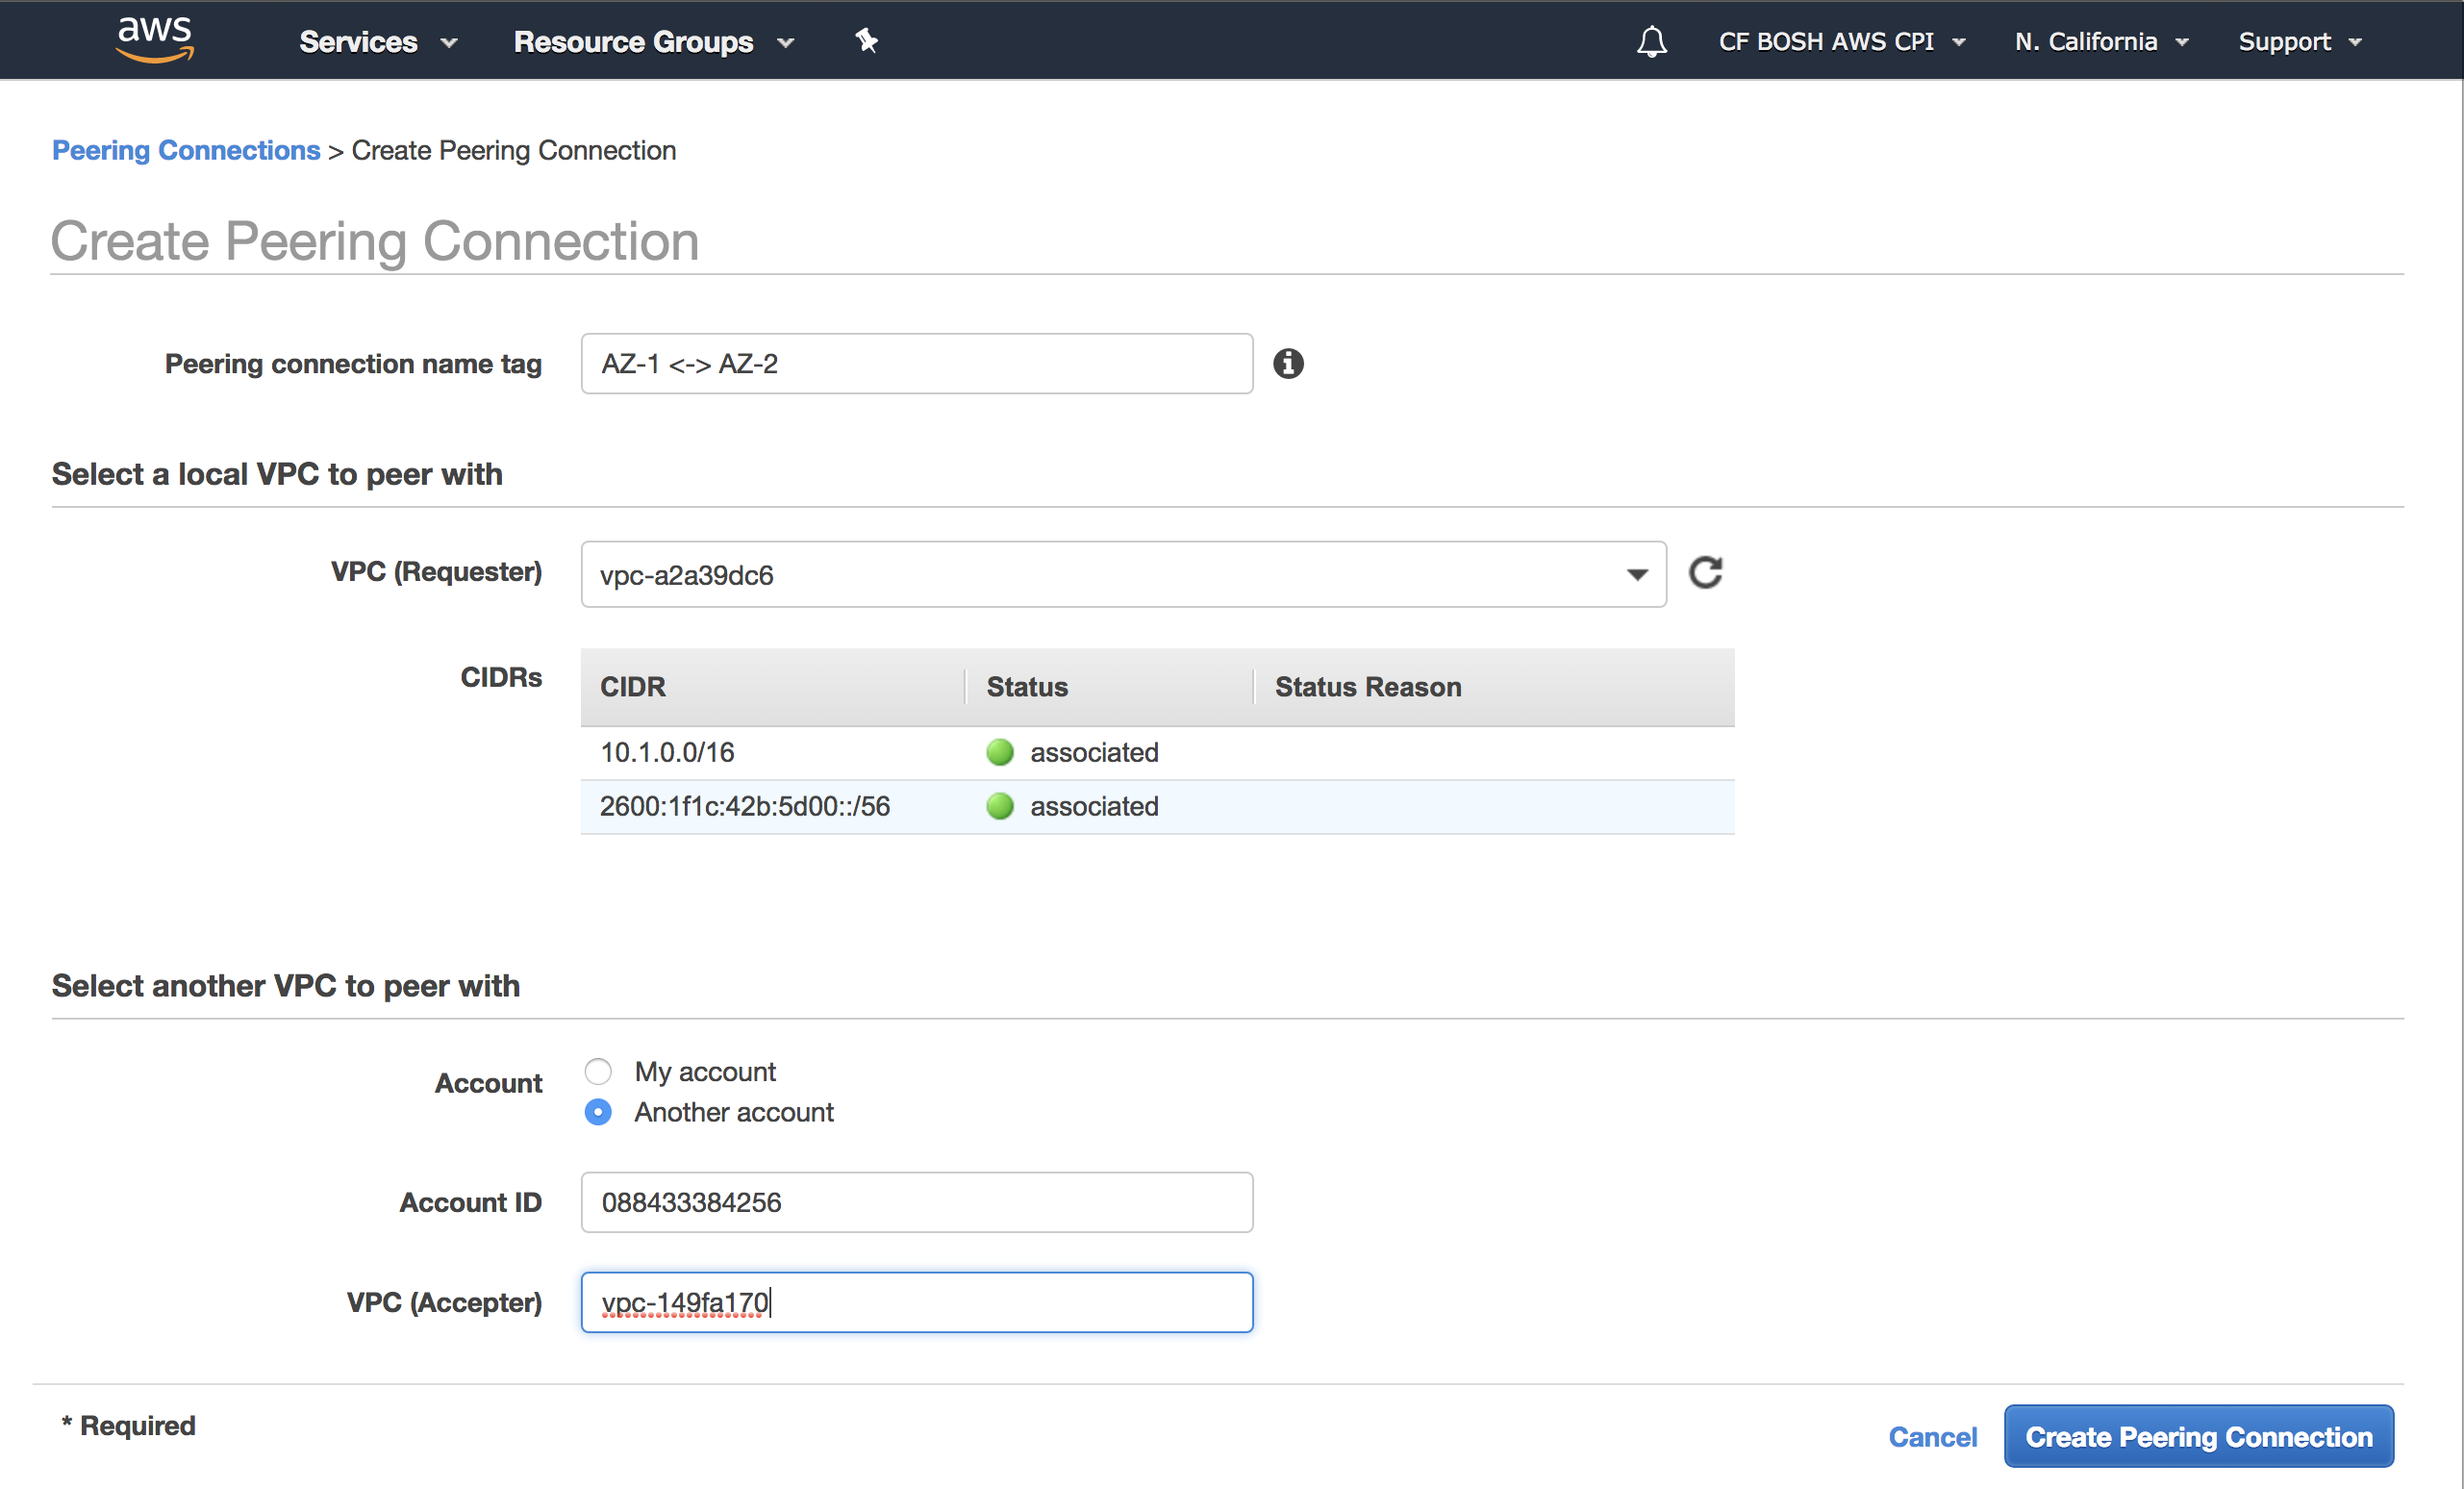 aws Services Resource Groups CF BOSH AWS CPI N. California Support
Peering Connections > Create Peering Connection
Create Peering Connection
Peering connection name tag AZ-1 <-> AZ-2
Select a local VPC to peer with
VPC (Requester) vpc-a2a39dc6
CIDRs CIDR Status Status Reason
10.1.0.0/16 associated
2600:1f1c:42b:5d00::/56 associated
Select another VPC to peer with
Account My account
Another account
Account ID 088433384256
VPC (Accepter) vpc-149fa170
* Required Cancel Create Peering Connection